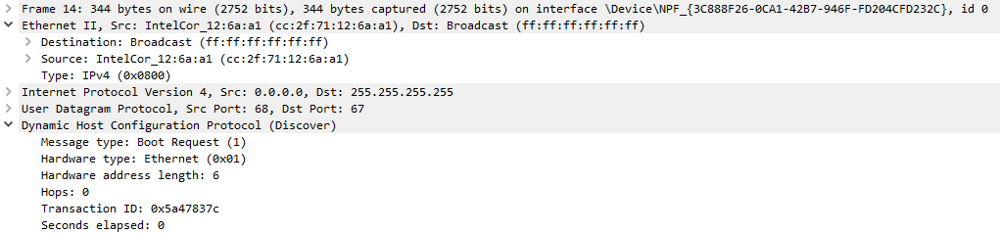 Frame 14: 344 bytes on wire (2752 bits), 344 bytes captured (2752 bits) on interface \Device\NPF_{3C888F26-0CA1-42B7-946F-FD204CFD232C}, id 0
Ethernet II, Src: IntelCor_12:6a:a1 (cc:2f:71:12:6a:a1), Dst: Broadcast (ff:ff:ff:ff:ff:ff)
Destination: Broadcast (ff:ff:ff:ff:ff:ff)
Source: IntelCor_12:6a:a1 (cc:2f:71:12:6a:a1)
Type: IPv4 (0x0800)
Internet Protocol Version 4, Src: 0.0.0.0, Dst: 255.255.255.255
User Datagram Protocol, Src Port: 68, Dst Port: 67
Dynamic Host Configuration Protocol (Discover)
Message type: Boot Request (1)
Hardware type: Ethernet (0x01)
Hardware address length: 6
Hops: 0
Transaction ID: 0x5a47837c
Seconds elapsed: 0